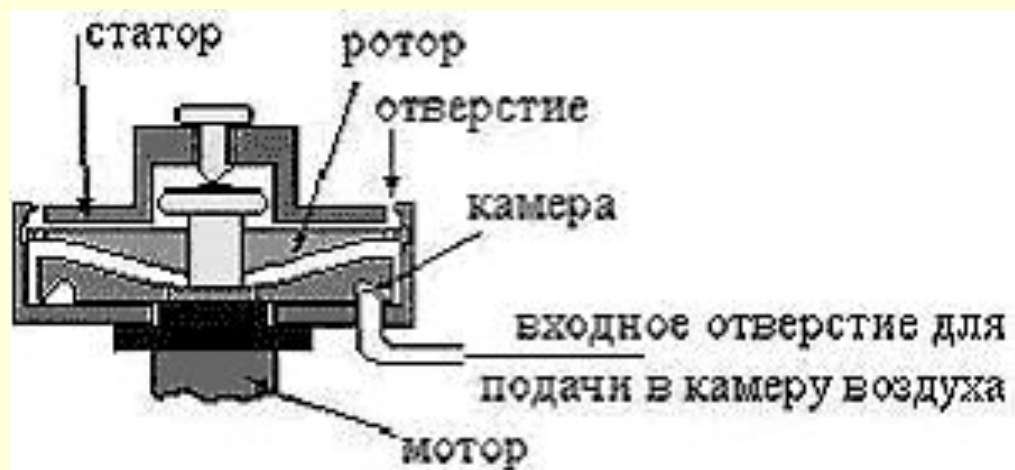 статор
ротор
отверстие
камера
входное отверстие для
подачи в камеру воздуха
мотор